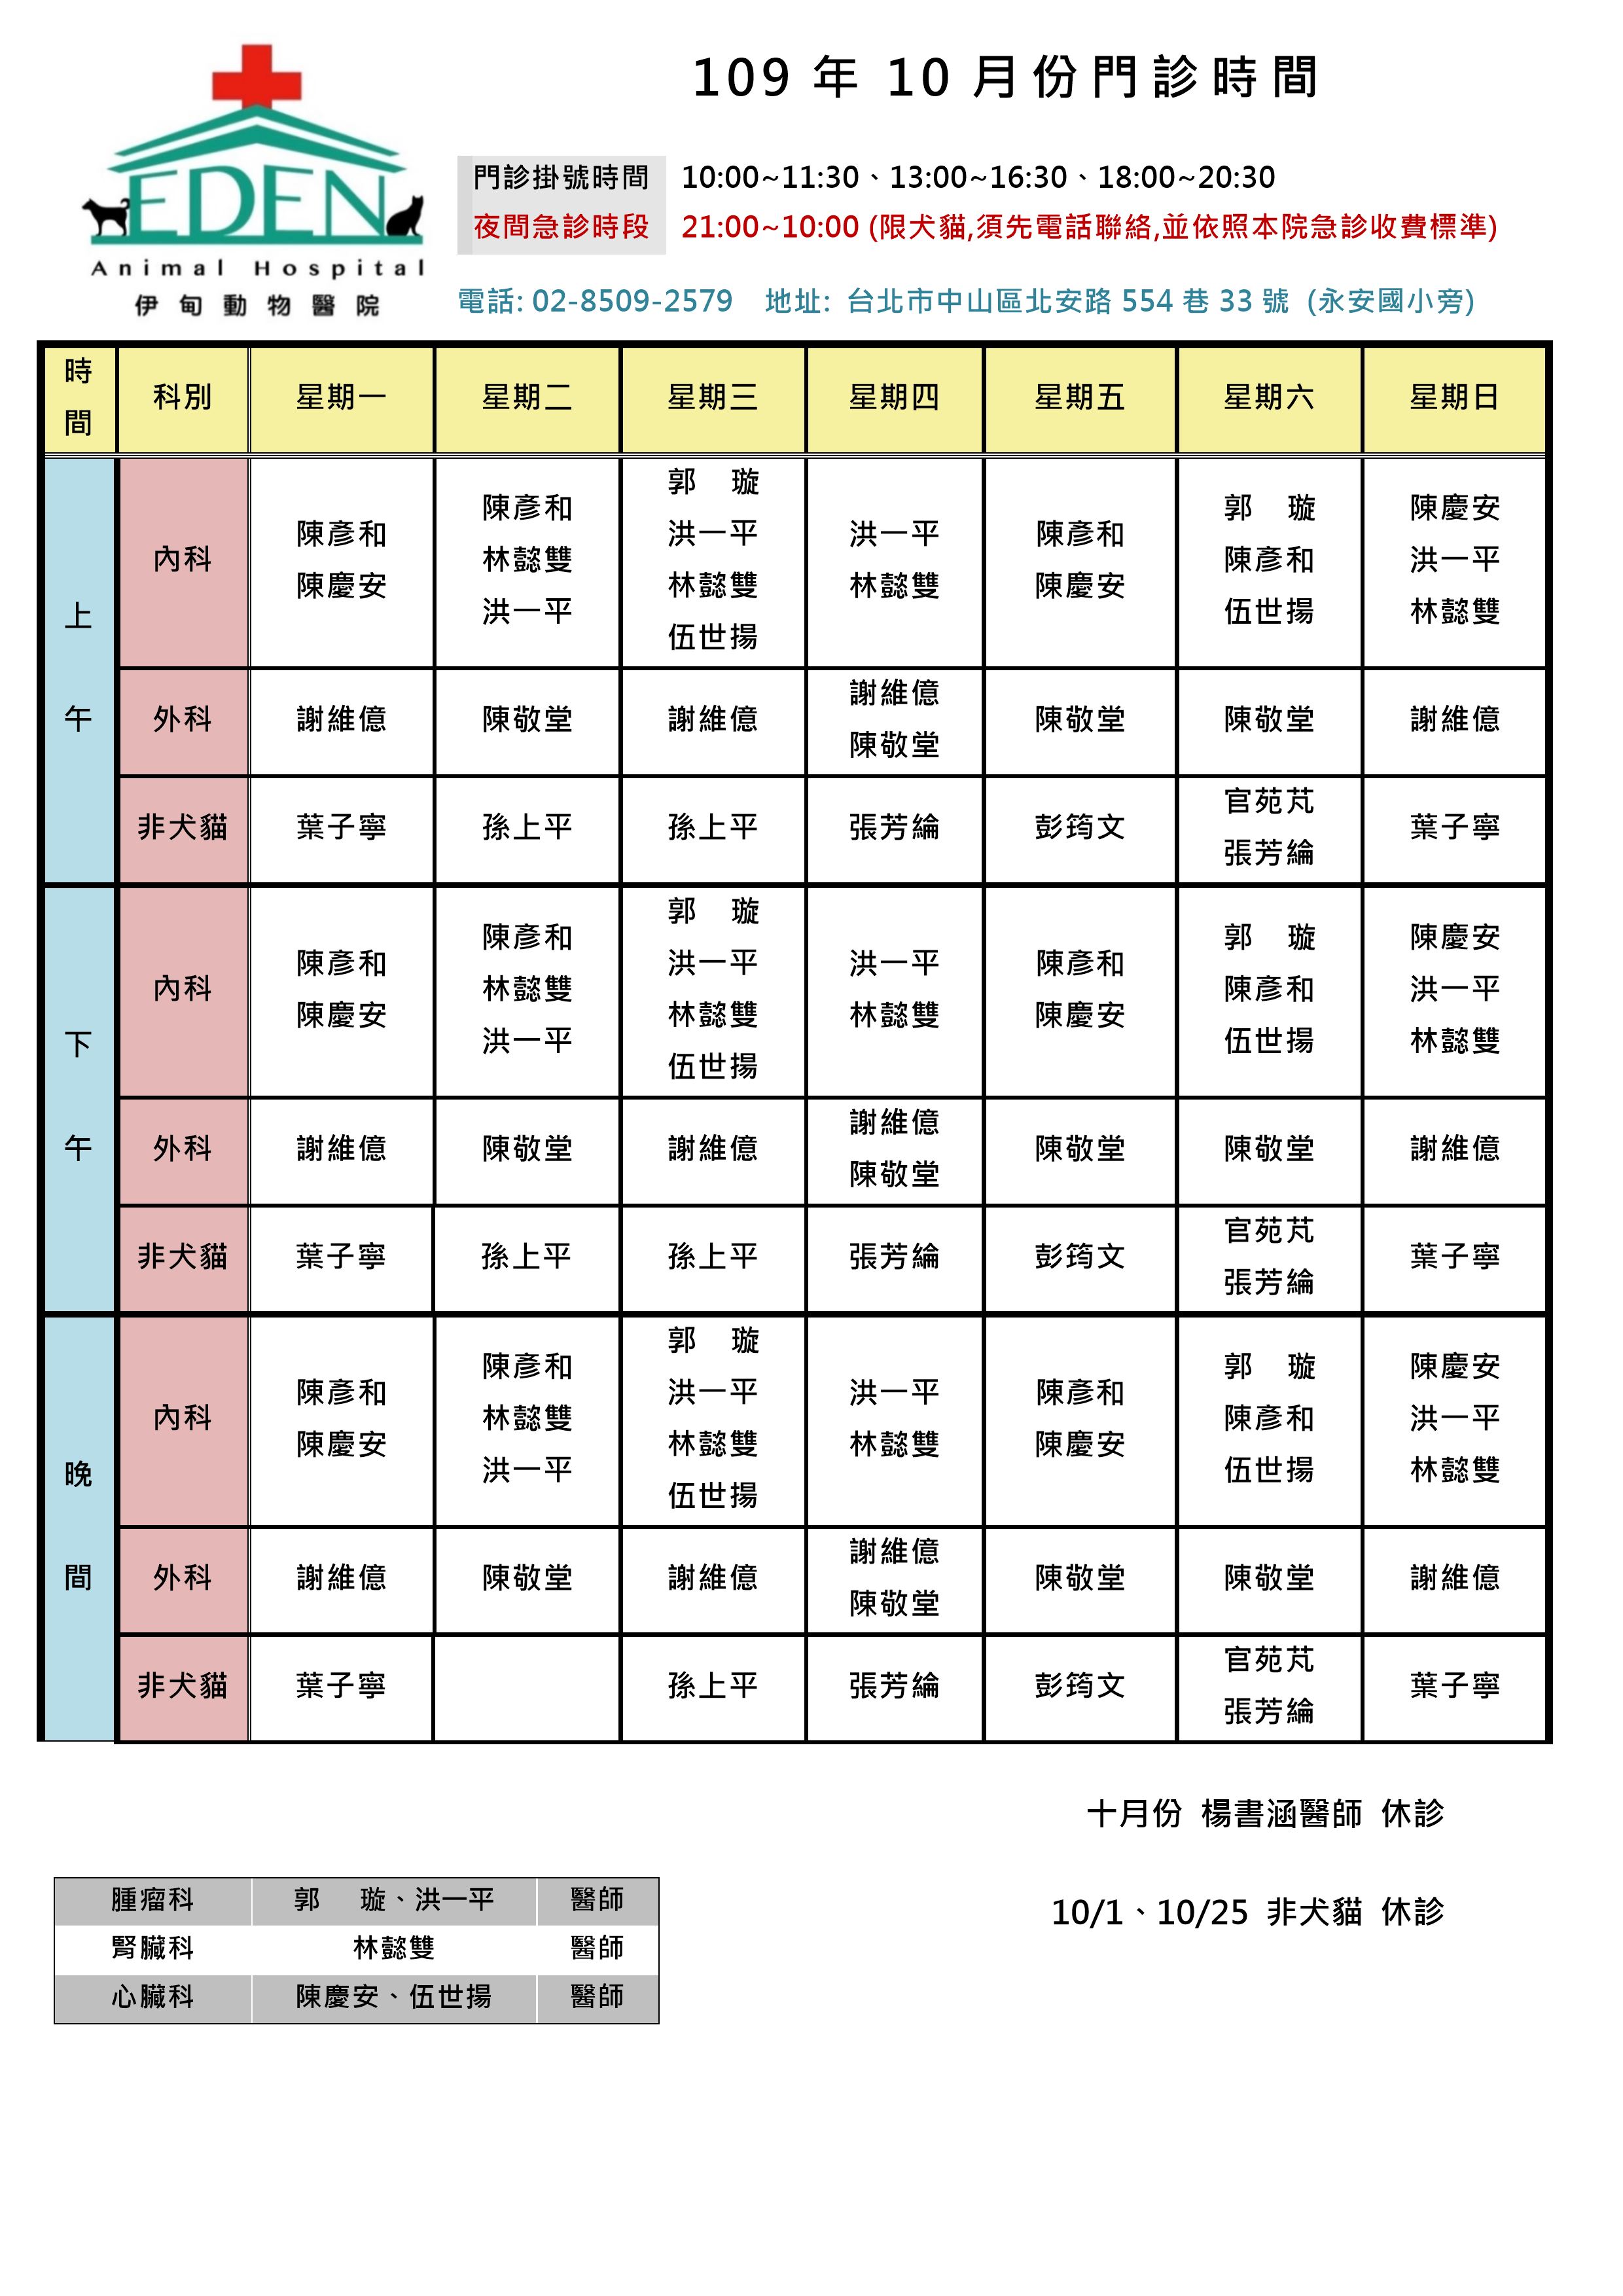 109 年 10 月份門診時間
EDEN
Animal Hospital
伊甸動物醫院
門診掛號時間 10:00~11:30、13:00~16:30、18:00~20:30
夜間急診時段 21:00~10:00 (限犬貓,須先電話聯絡,並依照本院急診收費標準)
電話: 02-8509-2579 地址: 台北市中山區北安路 554 巷 33 號 (永安國小旁)
時間 科別 星期一 星期二 星期三 星期四 星期五 星期六 星期日
上午
內科
陳彥和
陳慶安
陳彥和
林懿雙
洪一平
郭 璇
洪一平
林懿雙
伍世揚
洪一平
林懿雙
陳彥和
陳慶安
郭 璇
陳彥和
伍世揚
陳慶安
洪一平
林懿雙
外科
謝維億
陳敬堂
謝維億
謝維億
陳敬堂
陳敬堂
陳敬堂
謝維億
非犬貓
葉子寧
孫上平
孫上平
張芳綸
彭筠文
官苑芃
張芳綸
葉子寧
下午
內科
陳彥和
陳慶安
陳彥和
林懿雙
洪一平
郭 璇
洪一平
林懿雙
伍世揚
洪一平
林懿雙
陳彥和
陳慶安
郭 璇
陳彥和
伍世揚
陳慶安
洪一平
林懿雙
外科
謝維億
陳敬堂
謝維億
謝維億
陳敬堂
陳敬堂
陳敬堂
謝維億
非犬貓
葉子寧
孫上平
孫上平
張芳綸
彭筠文
官苑芃
張芳綸
葉子寧
晚間
內科
陳彥和
陳慶安
陳彥和
林懿雙
洪一平
郭 璇
洪一平
林懿雙
伍世揚
洪一平
林懿雙
陳彥和
陳慶安
郭 璇
陳彥和
伍世揚
陳慶安
洪一平
林懿雙
外科
謝維億
陳敬堂
謝維億
謝維億
陳敬堂
陳敬堂
陳敬堂
謝維億
非犬貓
葉子寧
孫上平
張芳綸
彭筠文
官苑芃
張芳綸
葉子寧
十月份 楊書涵醫師 休診
10/1、10/25 非犬貓 休診
腫瘤科 郭 璇、洪一平 醫師
腎臟科 林懿雙 醫師
心臟科 陳慶安、伍世揚 醫師